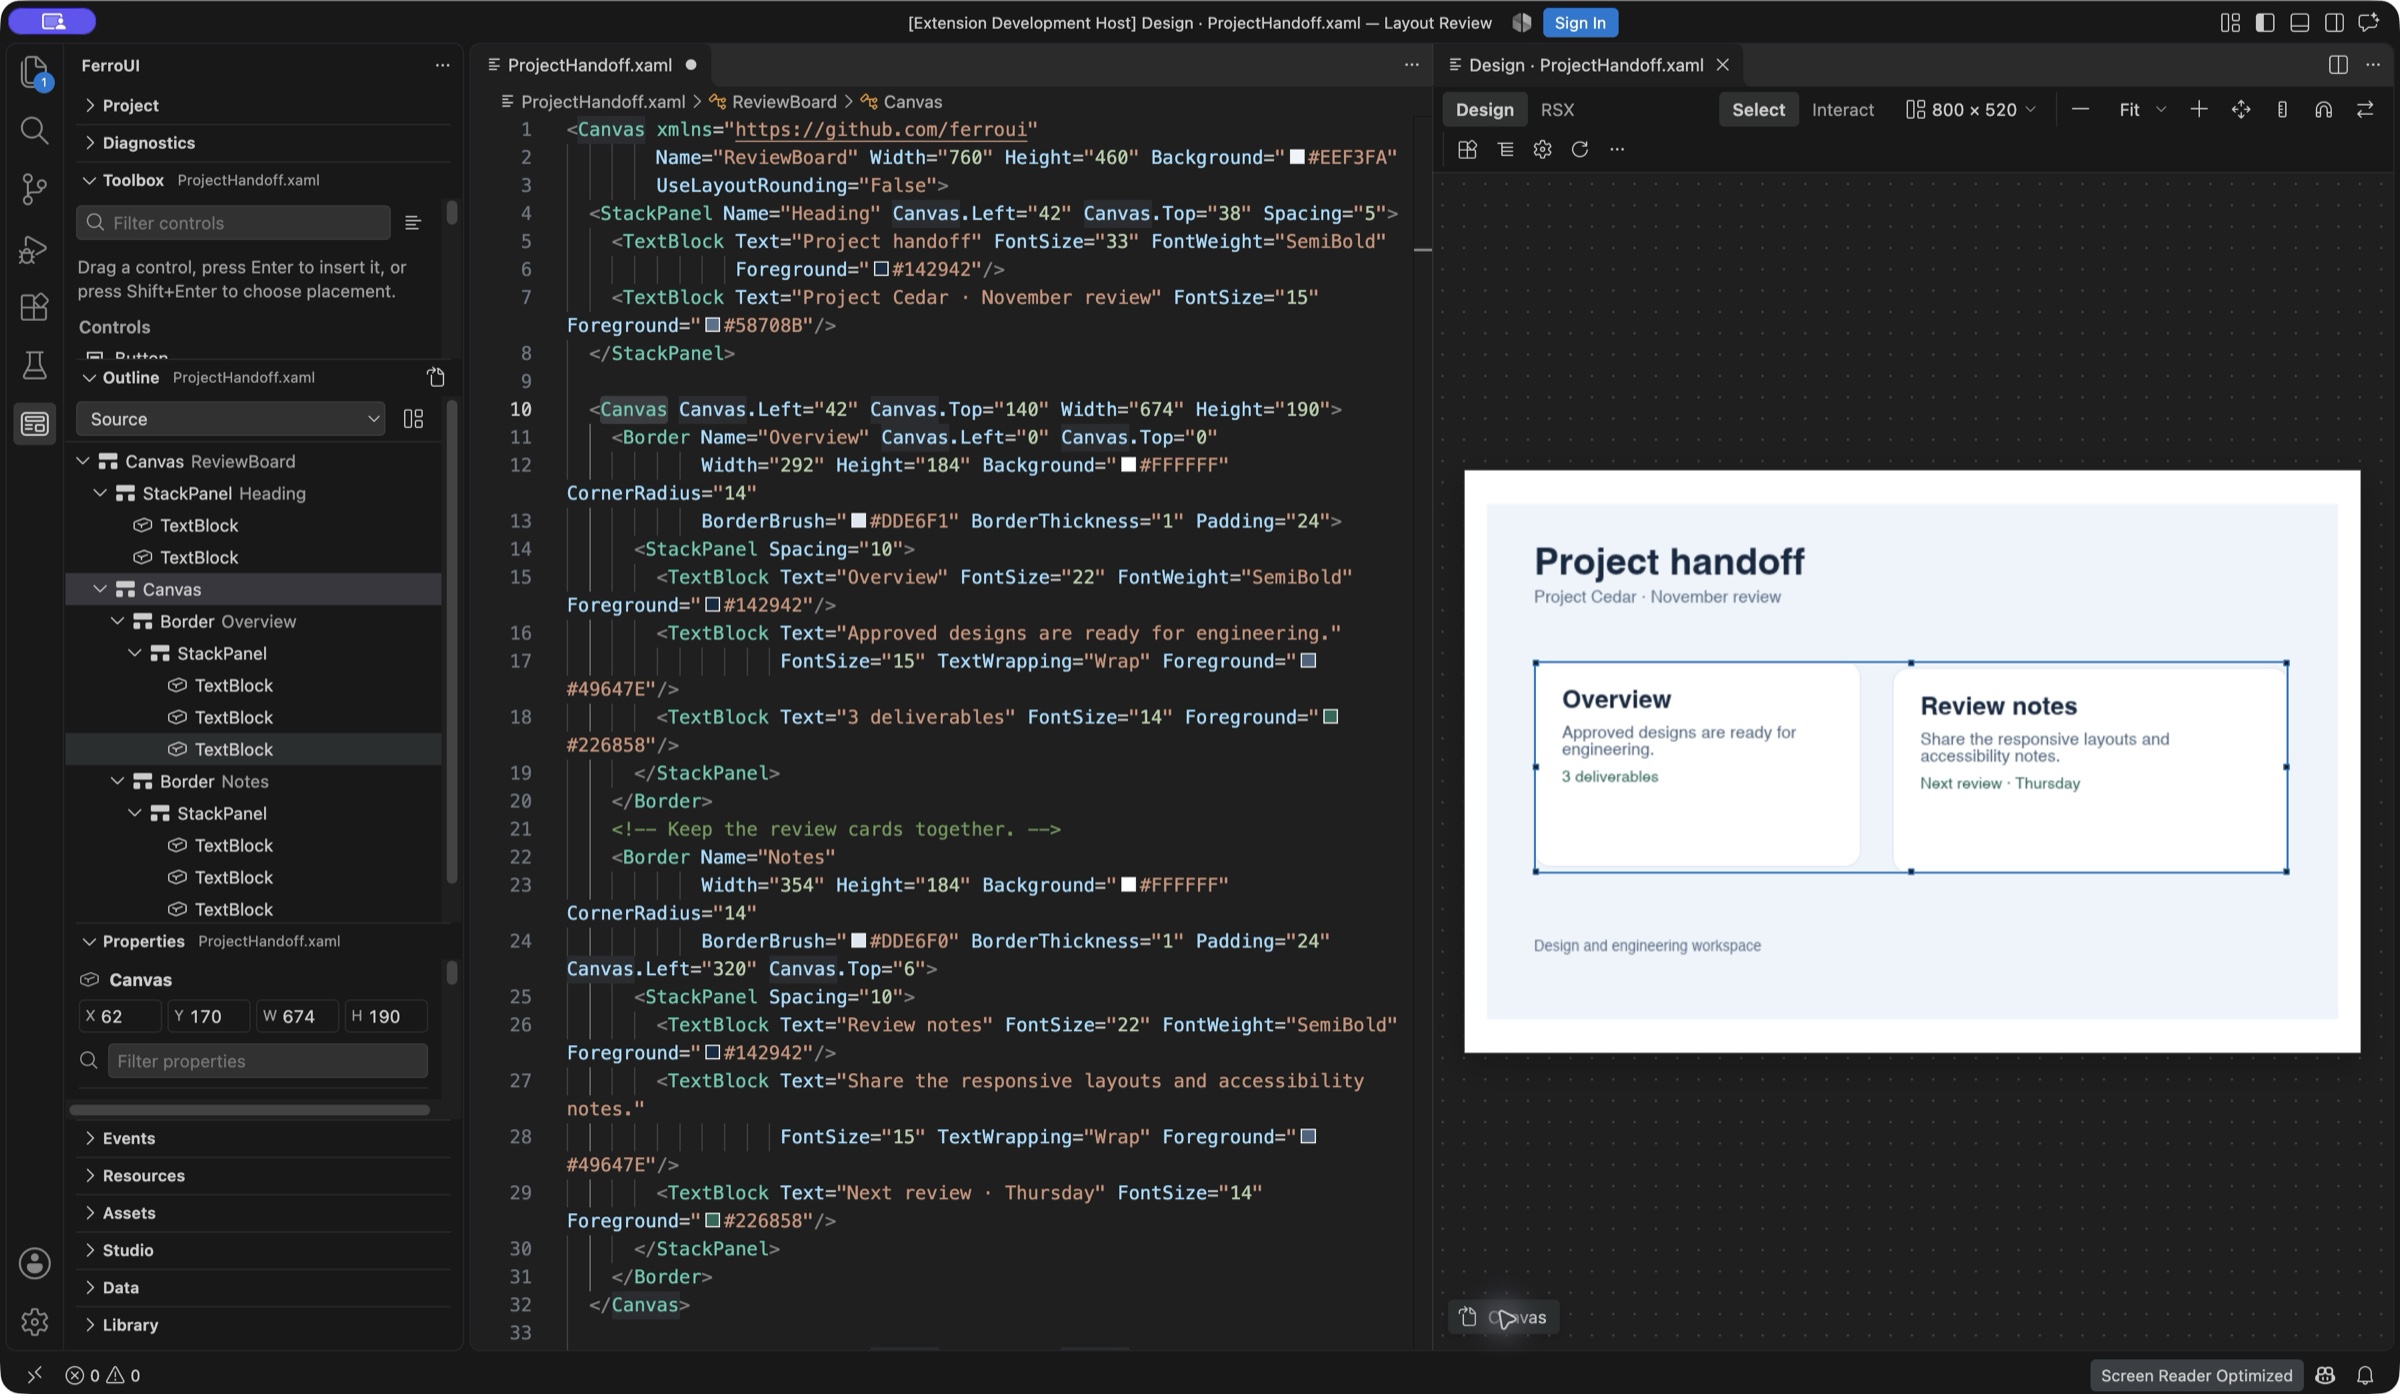 [Extension Development Host] Design · ProjectHandoff.xaml — Layout Review
Sign In
1
FerroUI
Project
Diagnostics
Toolbox ProjectHandoff.xaml
Filter controls
Drag a control, press Enter to insert it, or
press Shift+Enter to choose placement.
Controls
Button
Outline ProjectHandoff.xaml
Source
Canvas ReviewBoard
StackPanel Heading
TextBlock
TextBlock
Canvas
Border Overview
StackPanel
TextBlock
TextBlock
TextBlock
Border Notes
StackPanel
TextBlock
TextBlock
TextBlock
Properties ProjectHandoff.xaml
Canvas
X 62 Y 170 W 674 H 190
Filter properties
Events
Resources
Assets
Studio
Data
Library
ProjectHandoff.xaml
ProjectHandoff.xaml > ReviewBoard > Canvas
1 <Canvas xmlns="https://github.com/ferroui"
2 Name="ReviewBoard" Width="760" Height="460" Background="#EEF3FA"
3 UseLayoutRounding="False">
4 <StackPanel Name="Heading" Canvas.Left="42" Canvas.Top="38" Spacing="5">
5 <TextBlock Text="Project handoff" FontSize="33" FontWeight="SemiBold"
6 Foreground="#142942"/>
7 <TextBlock Text="Project Cedar · November review" FontSize="15"
Foreground="#58708B"/>
8 </StackPanel>
9
10 <Canvas Canvas.Left="42" Canvas.Top="140" Width="674" Height="190">
11 <Border Name="Overview" Canvas.Left="0" Canvas.Top="0"
12 Width="292" Height="184" Background="#FFFFFF"
CornerRadius="14"
13 BorderBrush="#DDE6F1" BorderThickness="1" Padding="24">
14 <StackPanel Spacing="10">
15 <TextBlock Text="Overview" FontSize="22" FontWeight="SemiBold"
Foreground="#142942"/>
16 <TextBlock Text="Approved designs are ready for engineering."
17 FontSize="15" TextWrapping="Wrap" Foreground="
#49647E"/>
18 <TextBlock Text="3 deliverables" FontSize="14" Foreground="
#226858"/>
19 </StackPanel>
20 </Border>
21 <!-- Keep the review cards together. -->
22 <Border Name="Notes"
23 Width="354" Height="184" Background="#FFFFFF"
CornerRadius="14"
24 BorderBrush="#DDE6F0" BorderThickness="1" Padding="24"
Canvas.Left="320" Canvas.Top="6">
25 <StackPanel Spacing="10">
26 <TextBlock Text="Review notes" FontSize="22" FontWeight="SemiBold"
Foreground="#142942"/>
27 <TextBlock Text="Share the responsive layouts and accessibility
notes."
28 FontSize="15" TextWrapping="Wrap" Foreground="
#49647E"/>
29 <TextBlock Text="Next review · Thursday" FontSize="14"
Foreground="#226858"/>
30 </StackPanel>
31 </Border>
32 </Canvas>
33
Design · ProjectHandoff.xaml
Design RSX Select Interact 800 × 520 Fit
Project handoff
Project Cedar · November review
Overview
Approved designs are ready for
engineering.
3 deliverables
Review notes
Share the responsive layouts and
accessibility notes.
Next review · Thursday
Design and engineering workspace
Canvas
0 0
Screen Reader Optimized